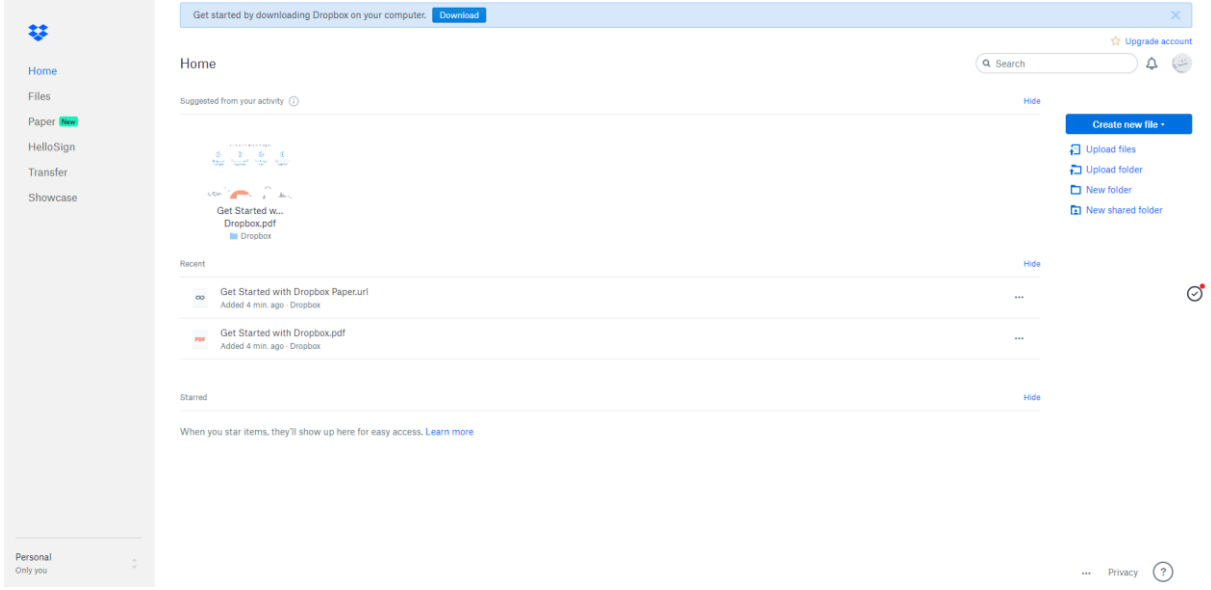 Get started by downloading Dropbox on your computer. Download
Upgrade account
Home
Files
Paper New
HelloSign
Transfer
Showcase
Personal
Only you
Home
Search
Suggested from your activity
Hide
Get Started w...
Dropbox.pdf
Dropbox
Recent
Hide
Get Started with Dropbox Paper.url
Added 4 min. ago · Dropbox
...
PDF
Get Started with Dropbox.pdf
Added 4 min. ago · Dropbox
...
Starred
Hide
When you star items, they'll show up here for easy access. Learn more
Create new file
Upload files
Upload folder
New folder
New shared folder
... Privacy ?